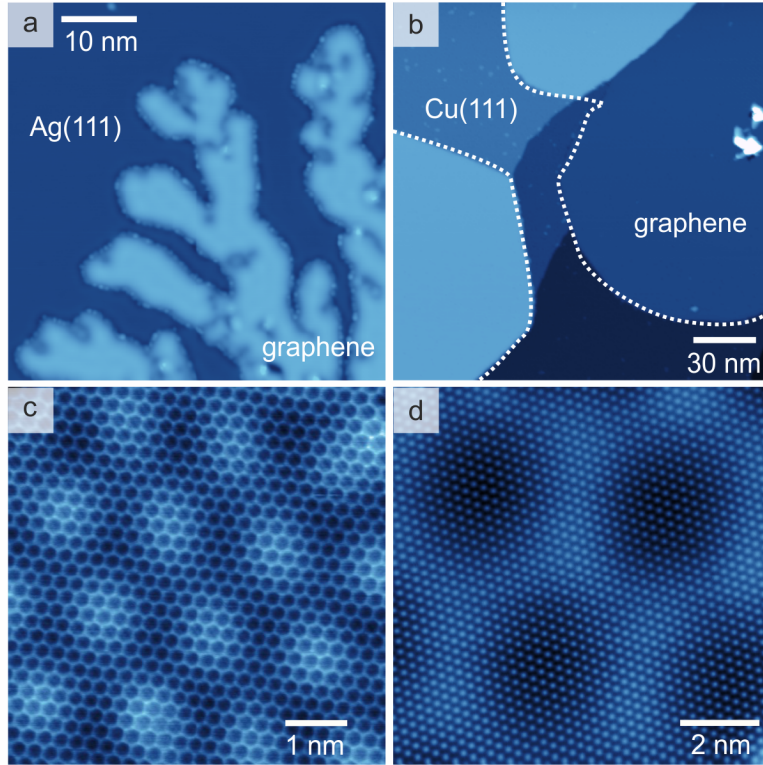 a
10 nm
Ag(111)
graphene
b
Cu(111)
graphene
30 nm
c
1 nm
d
2 nm